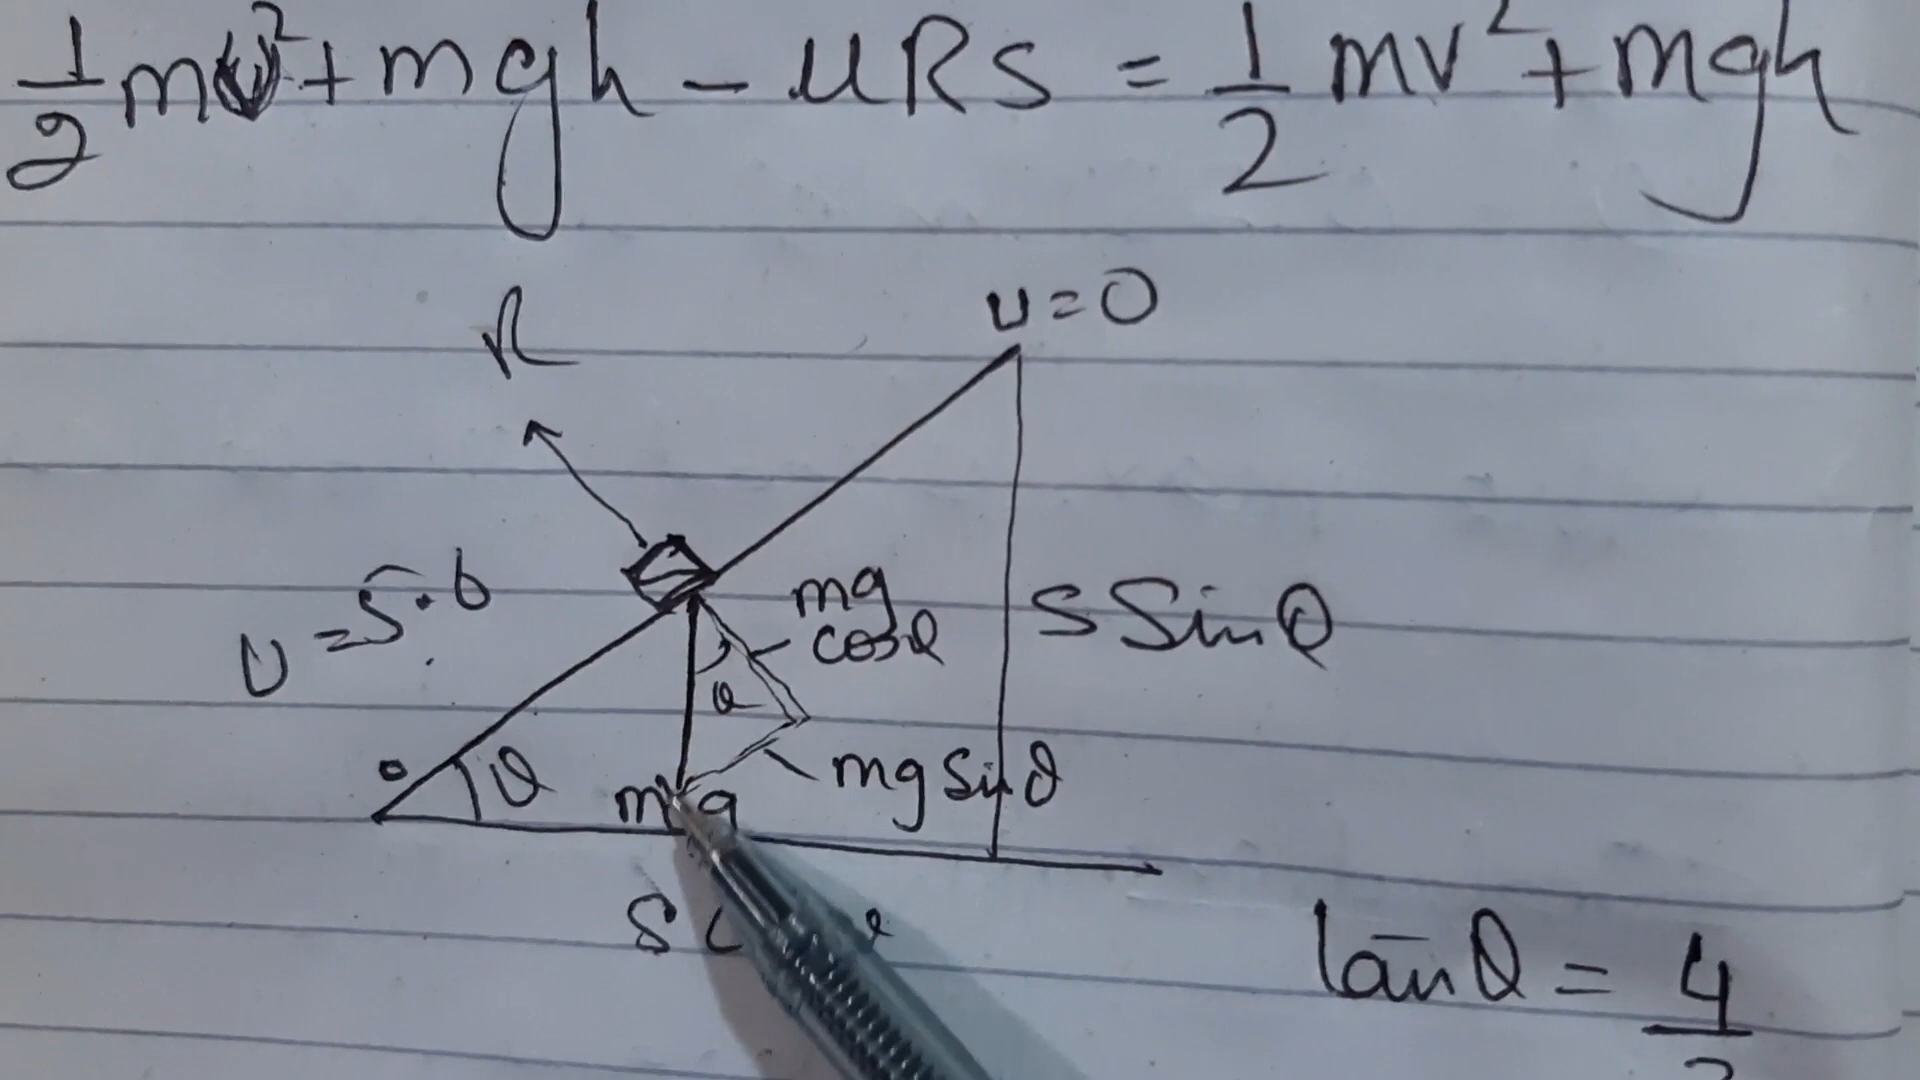 1/2 mu² + mgh - μRS = 1/2 mv² + mgh
R
v=0
U=5.6
mg
cosθ
S Sinθ
θ
θ
mg Sinθ
mg
S
tanθ = 4